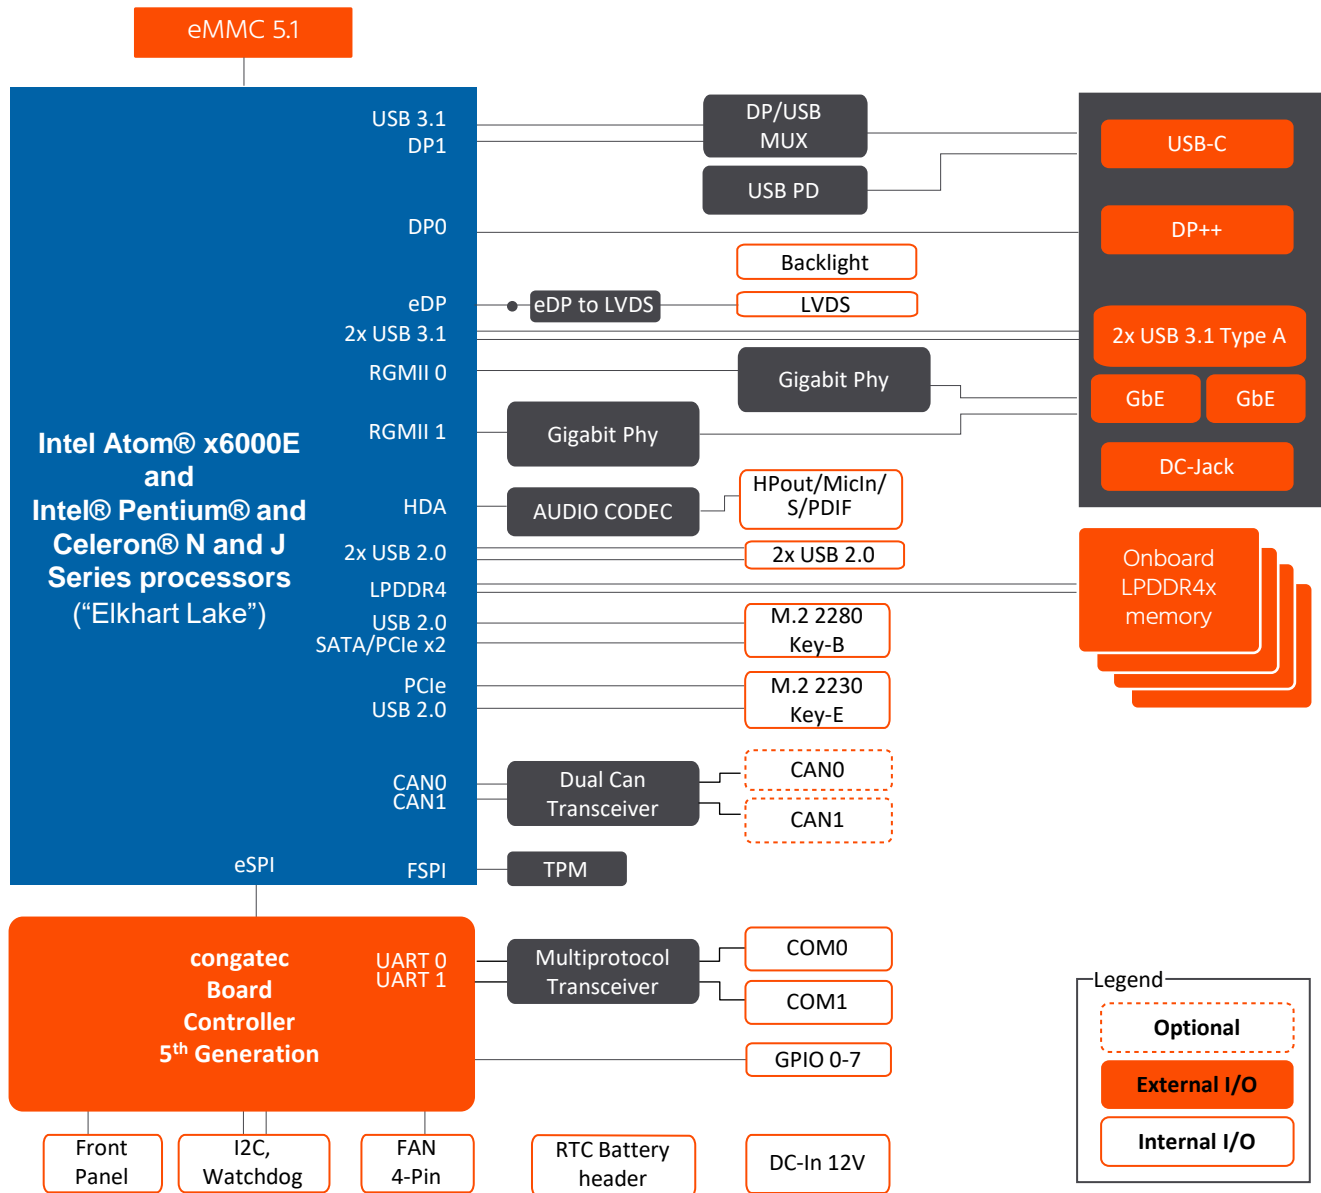 eMMC 5.1
USB 3.1
DP1
DP/USB
MUX
USB-C
USB PD
DP0
DP++
Backlight
eDP
eDP to LVDS
LVDS
2x USB 3.1
2x USB 3.1 Type A
RGMII 0
Gigabit Phy
GbE
GbE
RGMII 1
Gigabit Phy
DC-Jack
Intel Atom® x6000E
and
Intel® Pentium® and
Celeron® N and J
Series processors
(“Elkhart Lake”)
HDA
AUDIO CODEC
HPout/MicIn/
S/PDIF
2x USB 2.0
2x USB 2.0
LPDDR4
Onboard
LPDDR4x
memory
USB 2.0
SATA/PCIe x2
M.2 2280
Key-B
PCIe
USB 2.0
M.2 2230
Key-E
CAN0
CAN1
Dual Can
Transceiver
CAN0
CAN1
eSPI
FSPI
TPM
congatec
Board
Controller
5th Generation
UART 0
UART 1
Multiprotocol
Transceiver
COM0
COM1
GPIO 0-7
Legend
Optional
External I/O
Internal I/O
Front
Panel
I2C,
Watchdog
FAN
4-Pin
RTC Battery
header
DC-In 12V